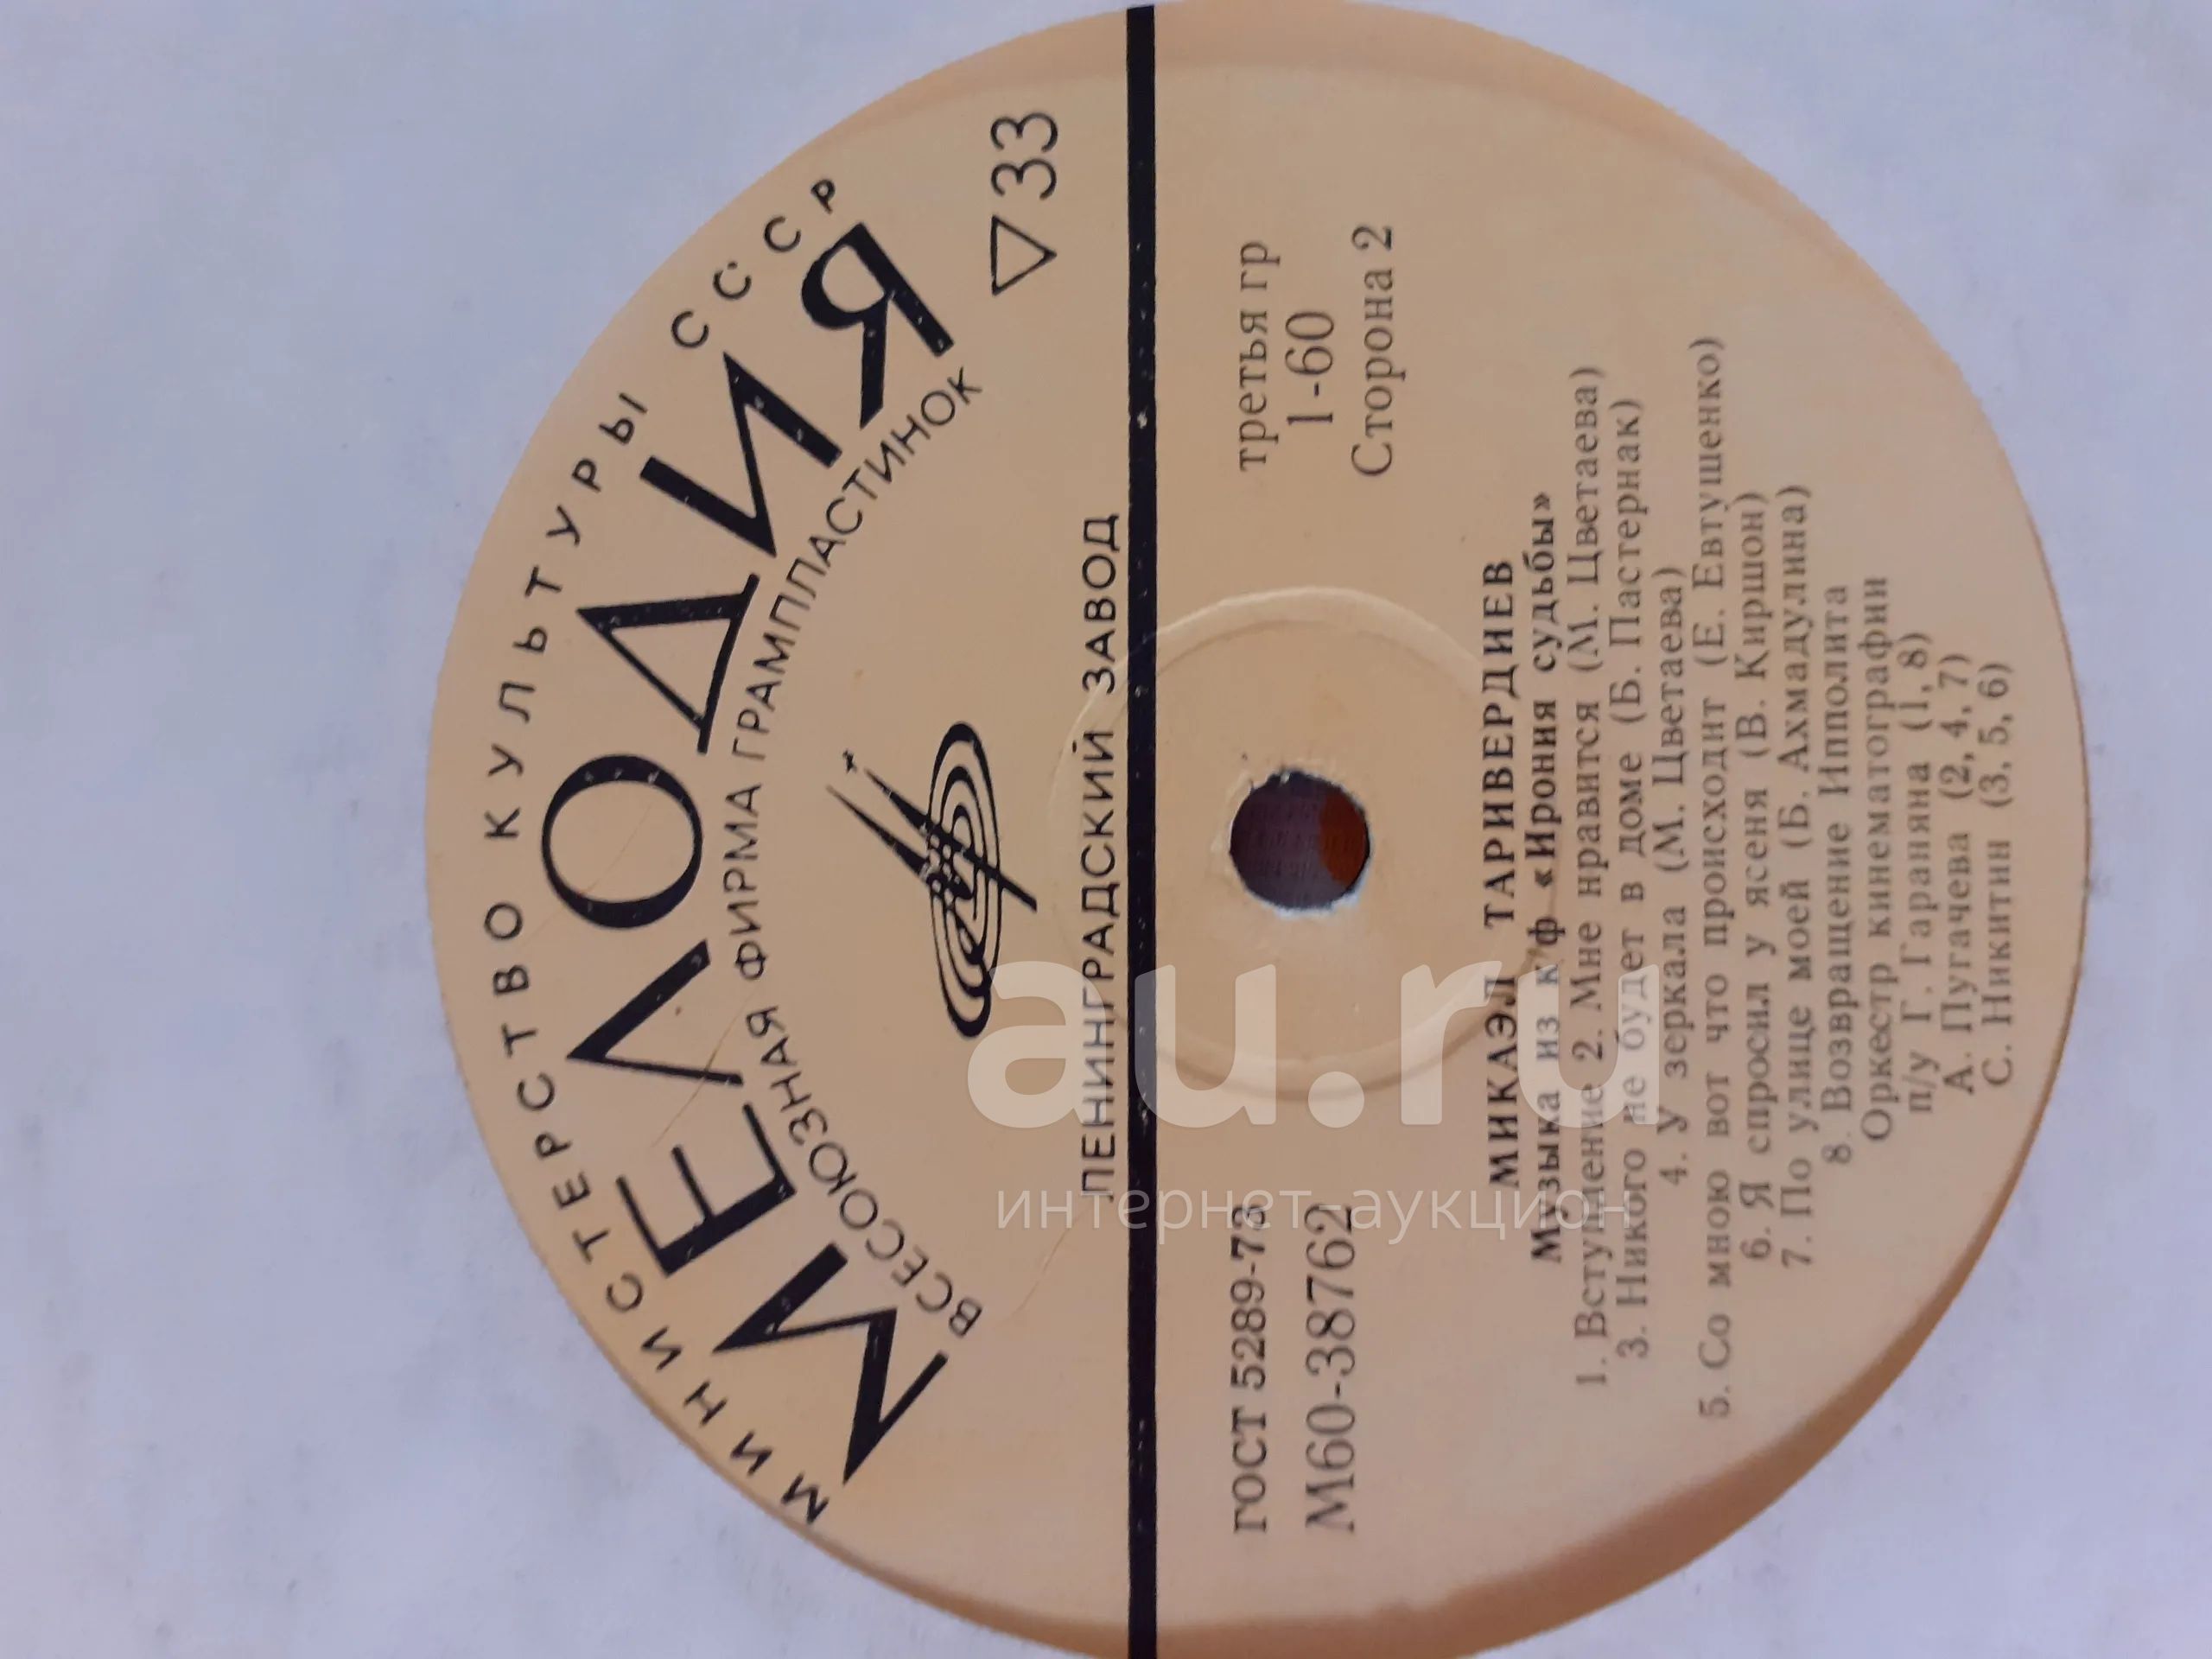 МИНИСТЕРСТВО КУЛЬТУРЫ СССР
МЕЛОДИЯ
ВСЕСОЮЗНАЯ ФИРМА ГРАМПЛАСТИНОК
33
ЛЕНИНГРАДСКИЙ ЗАВОД
ГОСТ 5289-73
М60-38762
третья гр
1-60
Сторона 2
МИКАЭЛ ТАРИВЕРДИЕВ
Музыка из к/ф «Ирония судьбы»
1. Вступление 2. Мне нравится (М. Цветаева)
3. Никого не будет в доме (Б. Пастернак)
4. У зеркала (М. Цветаева)
5. Со мною вот что происходит (Е. Евтушенко)
6. Я спросил у ясеня (В. Киршон)
7. По улице моей (Б. Ахмадулина)
8. Возвращение Ипполита
Оркестр кинематографии
п/у Г. Гараняна (1, 8)
А. Пугачева (2, 4, 7)
С. Никитин (3, 5, 6)
au.ru
интернет-аукцион